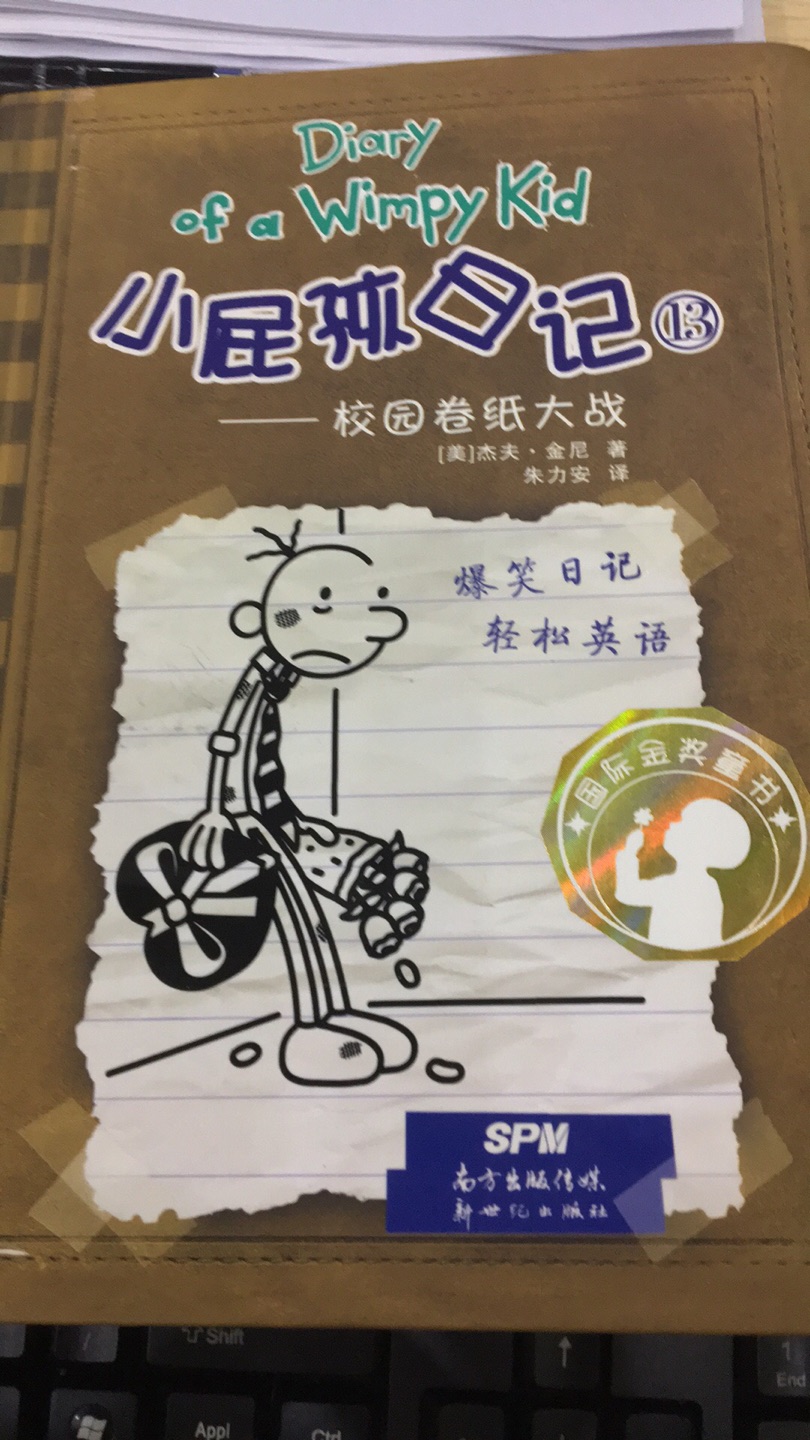 Diary
of a Wimpy Kid
小屁孩日记⑬
——校园卷纸大战
[美]杰夫·金尼 著
朱力安 译
爆笑日记
轻松英语
国际金奖童书
SPM
南方出版传媒
新世纪出版社
Shift
Appl
Ctrl
1
End